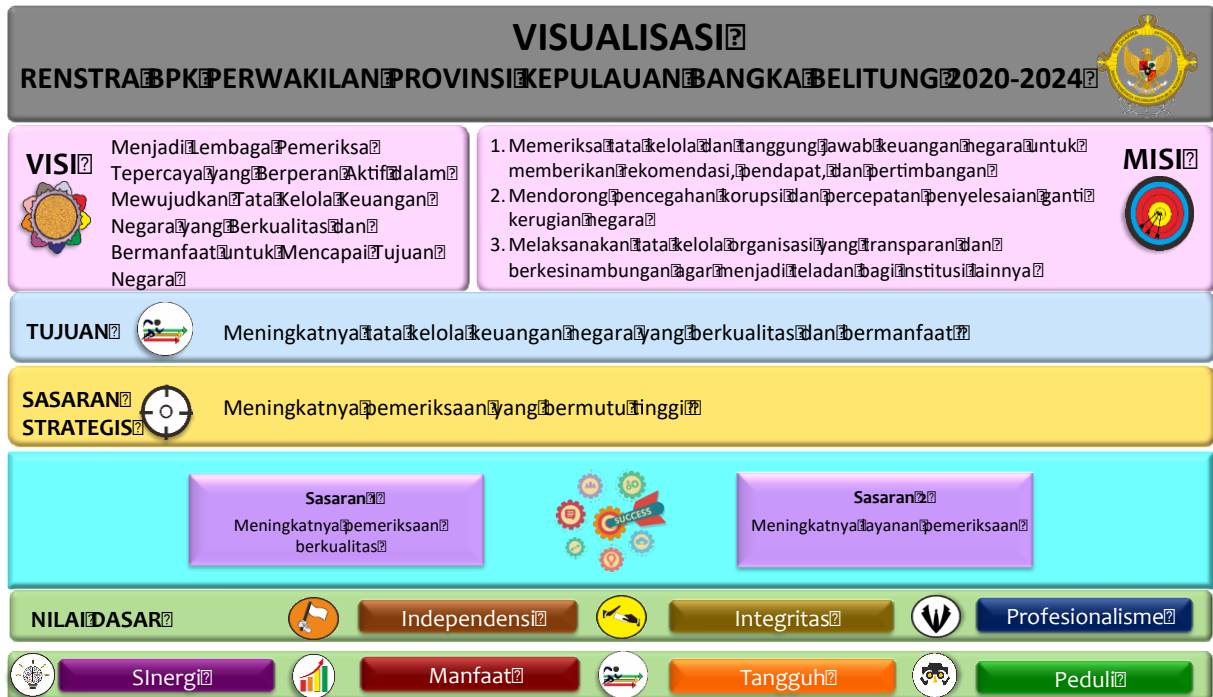 VISUALISASI
RENSTRA BPK PERWAKILAN PROVINSI KEPULAUAN BANGKA BELITUNG 2020-2024
VISI
Menjadi Lembaga Pemeriksa
Tepercaya yang Berperan Aktif dalam
Mewujudkan Tata Kelola Keuangan
Negara yang Berkualitas dan
Bermanfaat untuk Mencapai Tujuan
Negara
1. Memeriksa tata kelola dan tanggung jawab keuangan negara untuk
memberikan rekomendasi, pendapat, dan pertimbangan
2. Mendorong pencegahan korupsi dan percepatan penyelesaian ganti
kerugian negara
3. Melaksanakan tata kelola organisasi yang transparan dan
berkesinambungan agar menjadi teladan bagi institusi lainnya
MISI
TUJUAN
Meningkatnya tata kelola keuangan negara yang berkualitas dan bermanfaat
SASARAN
STRATEGIS
Meningkatnya pemeriksaan yang bermutu tinggi
Sasaran 1
Meningkatnya pemeriksaan
berkualitas
SUCCESS
Sasaran 2
Meningkatnya layanan pemeriksaan
NILAI DASAR
Independensi
Integritas
Profesionalisme
SInergi
Manfaat
Tangguh
Peduli